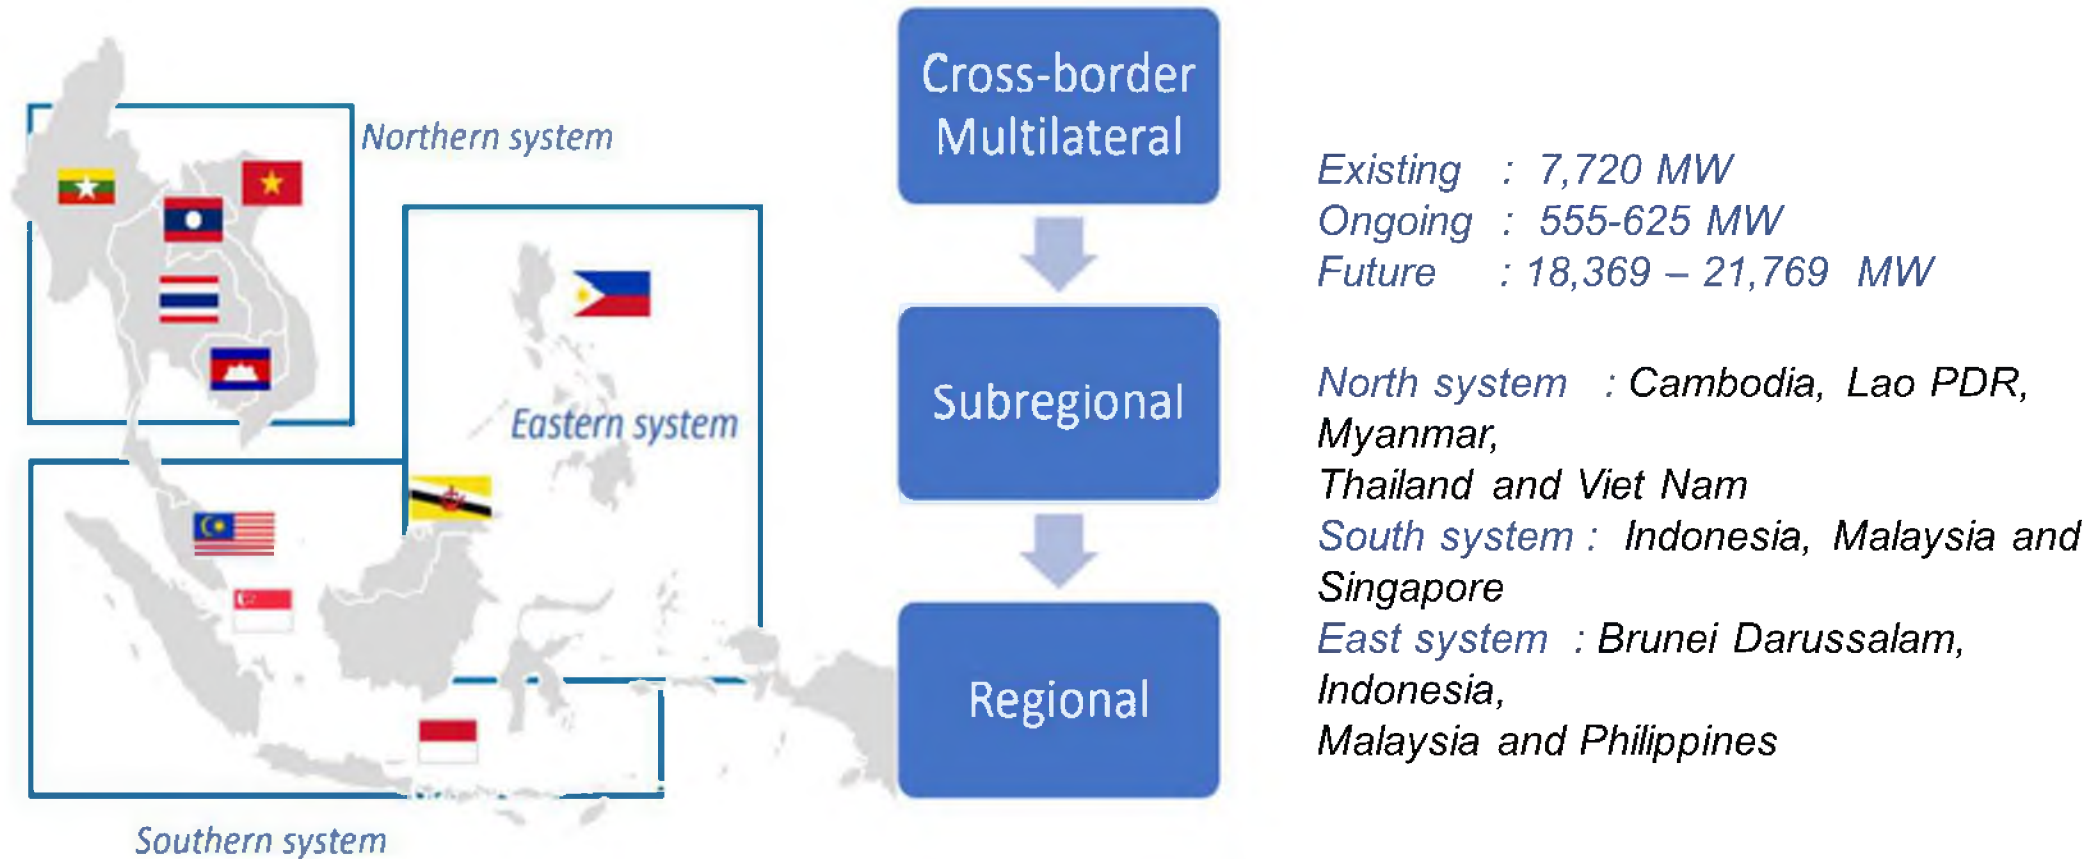 Northern system
Eastern system
Southern system
Cross-border
Multilateral
Subregional
Regional
Existing : 7,720 MW
Ongoing : 555-625 MW
Future : 18,369 – 21,769 MW
North system : Cambodia, Lao PDR,
Myanmar,
Thailand and Viet Nam
South system : Indonesia, Malaysia and
Singapore
East system : Brunei Darussalam,
Indonesia,
Malaysia and Philippines